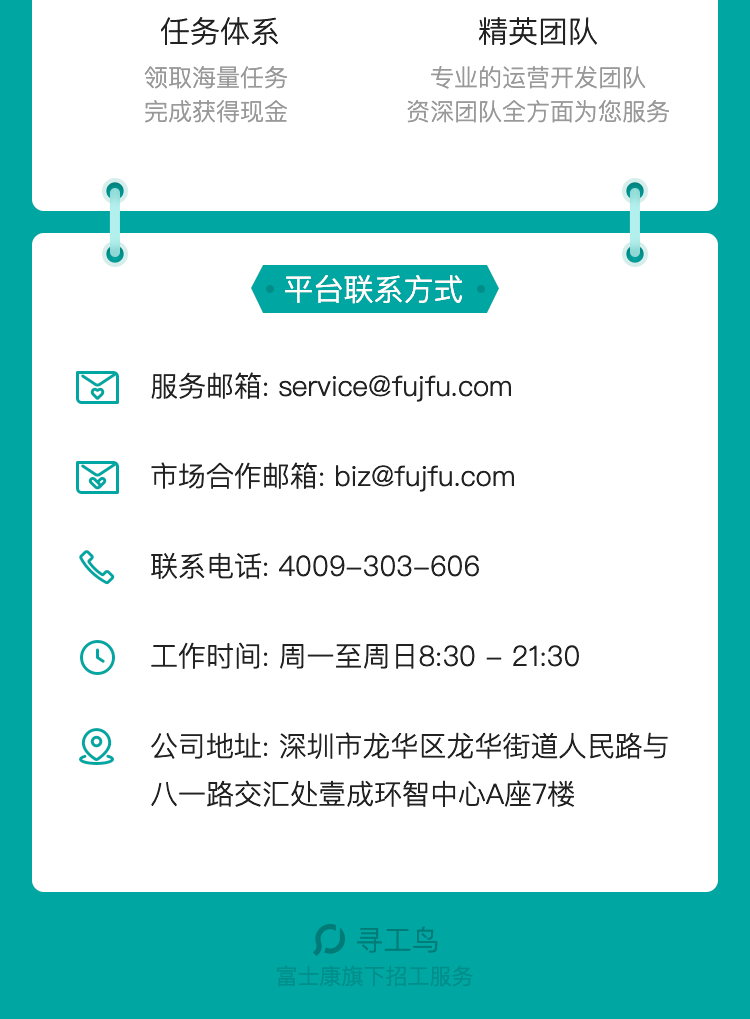 任务体系
领取海量任务
完成获得现金
精英团队
专业的运营开发团队
资深团队全方面为您服务
平台联系方式
服务邮箱: service@fujfu.com
市场合作邮箱: biz@fujfu.com
联系电话: 4009–303–606
工作时间: 周一至周日8:30 – 21:30
公司地址: 深圳市龙华区龙华街道人民路与
八一路交汇处壹成环智中心A座7楼
寻工鸟
富士康旗下招工服务